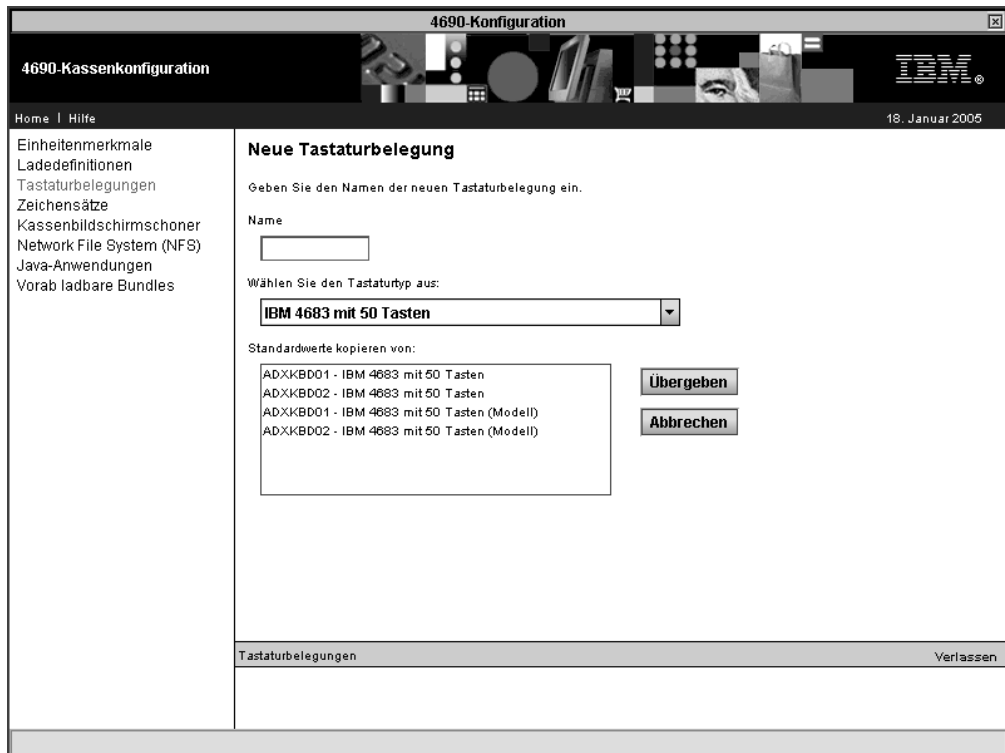 4690-Konfiguration
4690-Kassenkonfiguration
IBM®
Home | Hilfe
18. Januar 2005
Einheitenmerkmale
Ladedefinitionen
Tastaturbelegungen
Zeichensätze
Kassenbildschirmschoner
Network File System (NFS)
Java-Anwendungen
Vorab ladbare Bundles
Neue Tastaturbelegung
Geben Sie den Namen der neuen Tastaturbelegung ein.
Name
Wählen Sie den Tastaturtyp aus:
IBM 4683 mit 50 Tasten
Standardwerte kopieren von:
ADXKBD01 - IBM 4683 mit 50 Tasten
ADXKBD02 - IBM 4683 mit 50 Tasten
ADXKBD01 - IBM 4683 mit 50 Tasten (Modell)
ADXKBD02 - IBM 4683 mit 50 Tasten (Modell)
Übergeben
Abbrechen
Tastaturbelegungen
Verlassen